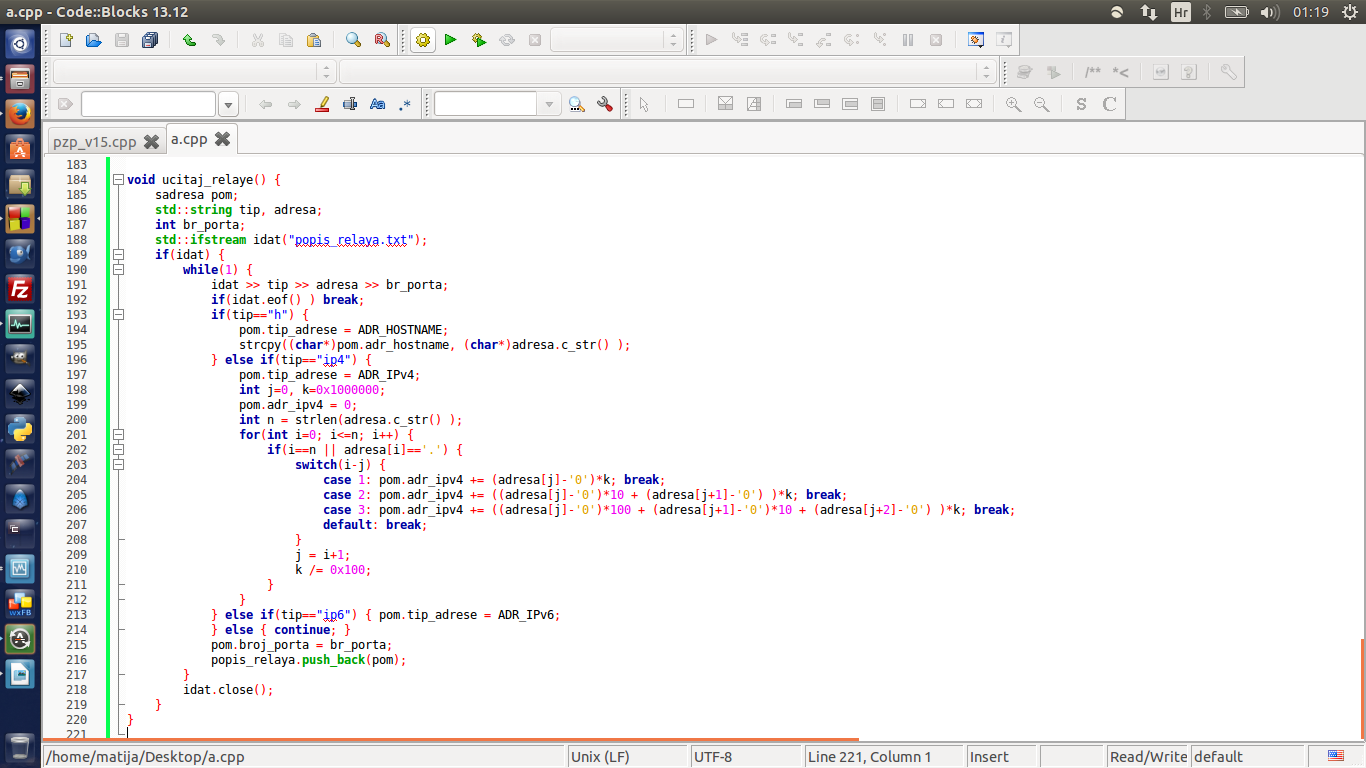 a.cpp - Code::Blocks 13.12
Hr
01:19
/** *<
Aa .*
S C
pzp_v15.cpp a.cpp
183
184 void ucitaj_relaye() {
185 sadresa pom;
186 std::string tip, adresa;
187 int br_porta;
188 std::ifstream idat("popis_relaya.txt");
189 if(idat) {
190 while(1) {
191 idat >> tip >> adresa >> br_porta;
192 if(idat.eof() ) break;
193 if(tip=="h") {
194 pom.tip_adrese = ADR_HOSTNAME;
195 strcpy((char*)pom.adr_hostname, (char*)adresa.c_str() );
196 } else if(tip=="ip4") {
197 pom.tip_adrese = ADR_IPv4;
198 int j=0, k=0x1000000;
199 pom.adr_ipv4 = 0;
200 int n = strlen(adresa.c_str() );
201 for(int i=0; i<=n; i++) {
202 if(i==n || adresa[i]=='.') {
203 switch(i-j) {
204 case 1: pom.adr_ipv4 += (adresa[j]-'0')*k; break;
205 case 2: pom.adr_ipv4 += ((adresa[j]-'0')*10 + (adresa[j+1]-'0') )*k; break;
206 case 3: pom.adr_ipv4 += ((adresa[j]-'0')*100 + (adresa[j+1]-'0')*10 + (adresa[j+2]-'0') )*k; break;
207 default: break;
208 }
209 j = i+1;
210 k /= 0x100;
211 }
212 }
213 } else if(tip=="ip6") { pom.tip_adrese = ADR_IPv6;
214 } else { continue; }
215 pom.broj_porta = br_porta;
216 popis_relaya.push_back(pom);
217 }
218 idat.close();
219 }
220 }
221
/home/matija/Desktop/a.cpp Unix (LF) UTF-8 Line 221, Column 1 Insert Read/Write default